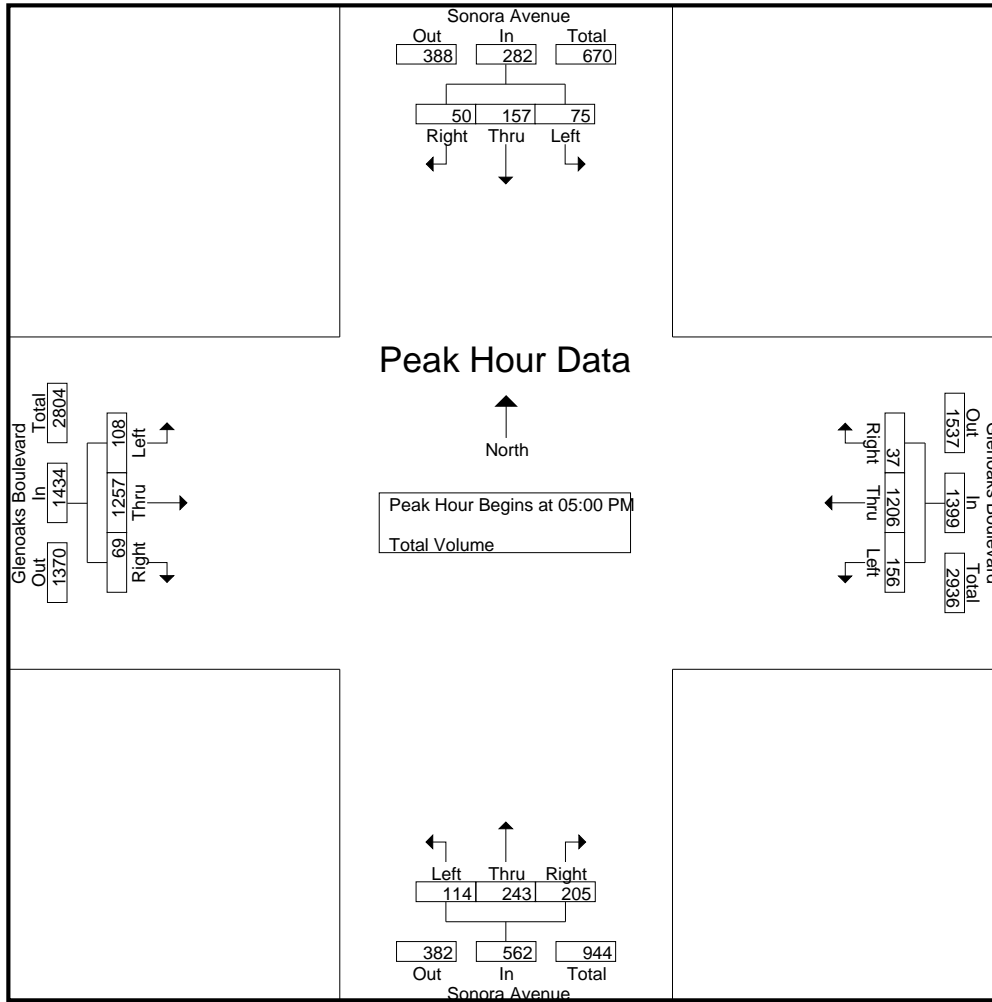 Sonora Avenue
Out In Total
388 282 670
50 157 75
Right Thru Left
Peak Hour Data
North
Peak Hour Begins at 05:00 PM
Total Volume
Glenoaks Boulevard
Out In Total
1370 1434 2804
108 1257 69
Left Thru Right
Glenoaks Boulevard
Out In Total
1537 1399 2936
37 1206 156
Right Thru Left
Left Thru Right
114 243 205
382 562 944
Out In Total
Sonora Avenue